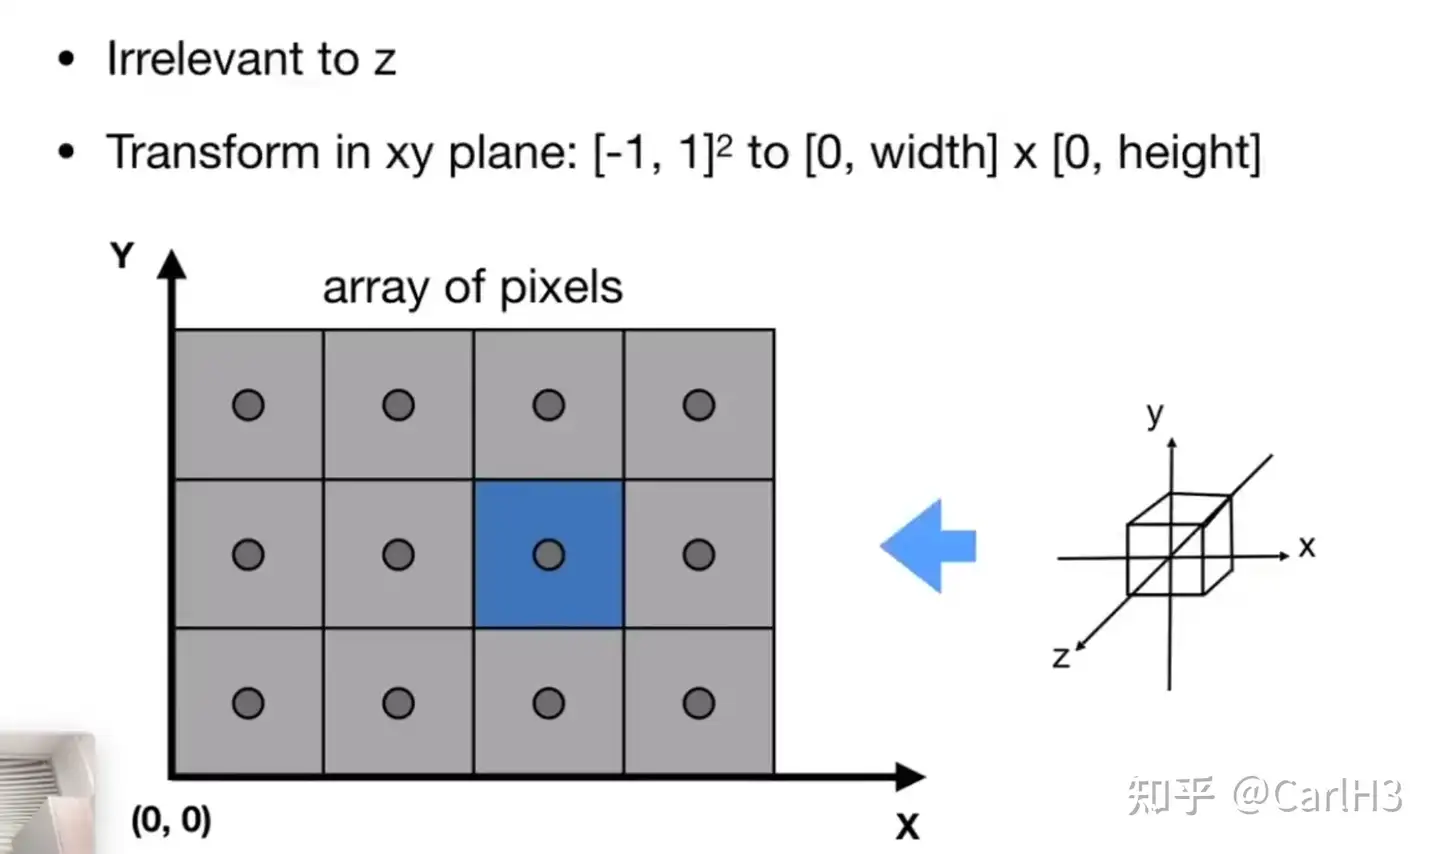 • Irrelevant to z
• Transform in xy plane: [-1, 1]² to [0, width] x [0, height]
Y
array of pixels
y
x
z
(0, 0)
X
知乎 @CarlH3